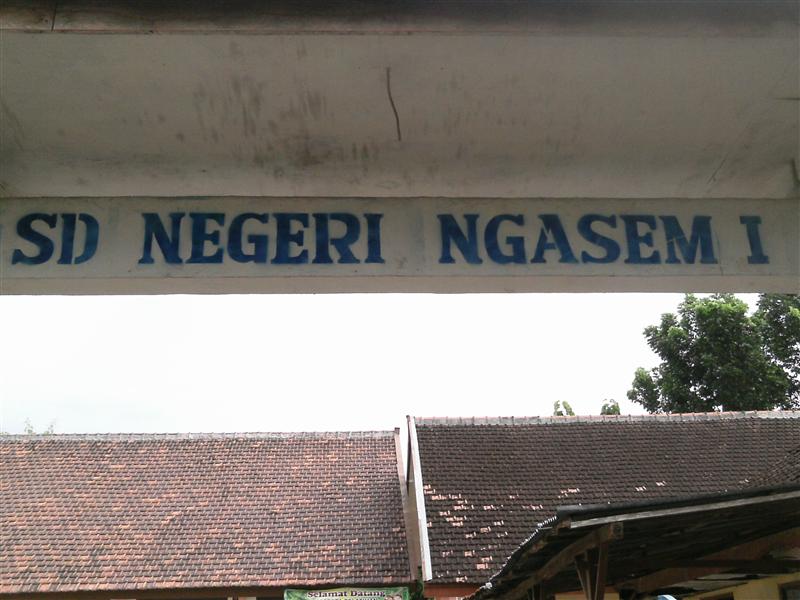 SD NEGERI NGASEM I
Selamat Datang